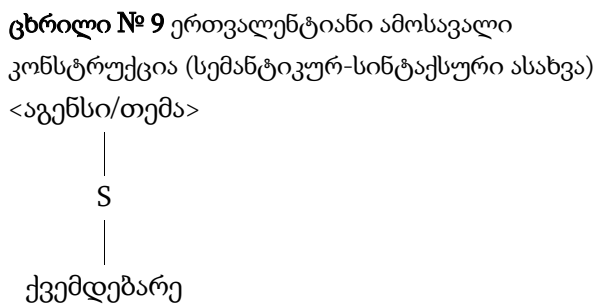 ცხრილი № 9 ერთვალენტიანი ამოსავალი
კონსტრუქცია (სემანტიკურ-სინტაქსური ასახვა)
<აგენსი/თემა>
S
ქვემდებარე